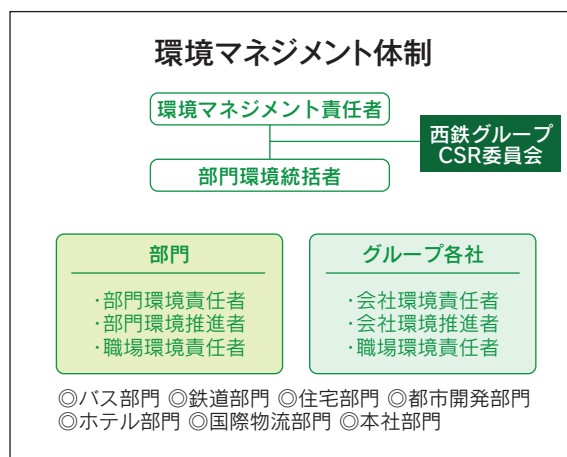 環境マネジメント体制
環境マネジメント責任者
西鉄グループ
CSR委員会
部門環境統括者
部門
・部門環境責任者
・部門環境推進者
・職場環境責任者
グループ各社
・会社環境責任者
・会社環境推進者
・職場環境責任者
◎バス部門 ◎鉄道部門 ◎住宅部門 ◎都市開発部門
◎ホテル部門 ◎国際物流部門 ◎本社部門